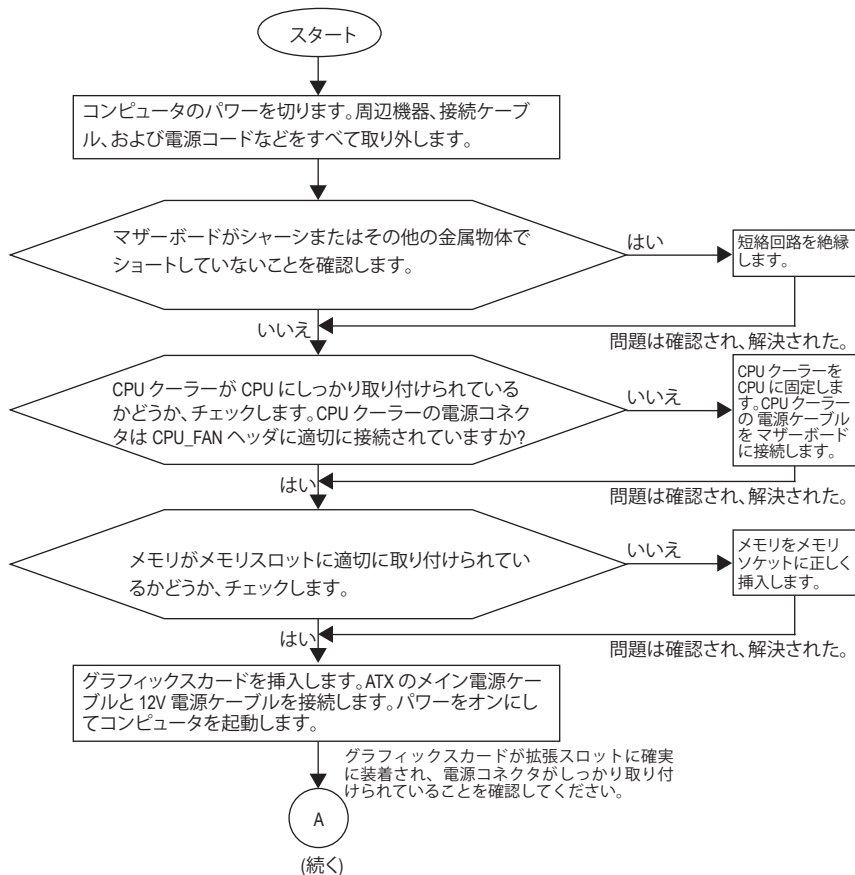 スタート
コンピュータのパワーを切ります。周辺機器、接続ケーブ
ル、および電源コードなどをすべて取り外します。
マザーボードがシャーシまたはその他の金属物体で
ショートしていないことを確認します。
はい
短絡回路を絶縁
します。
いいえ
問題は確認され、解決された。
CPU クーラーが CPU にしっかり取り付けられている
かどうか、チェックします。CPU クーラーの電源コネク
タは CPU_FAN ヘッダに適切に接続されていますか?
いいえ
CPU クーラーを
CPU に固定しま
す。CPU クーラー
の 電源ケーブル
を マザーボード
に接続します。
はい
問題は確認され、解決された。
メモリがメモリスロットに適切に取り付けられてい
るかどうか、チェックします。
いいえ
メモリをメモリ
ソケットに正しく
挿入します。
はい
問題は確認され、解決された。
グラフィックスカードを挿入します。ATX のメイン電源ケー
ブルと 12V 電源ケーブルを接続します。パワーをオンにし
てコンピュータを起動します。
グラフィックスカードが拡張スロットに確実
に装着され、電源コネクタがしっかり取り付
けられていることを確認してください。
A
(続く)